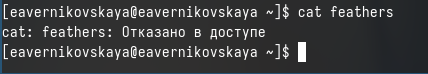 [eavernikovskaya@eavernikovskaya ~]$ cat feathers
cat: feathers: Отказано в доступе
[eavernikovskaya@eavernikovskaya ~]$